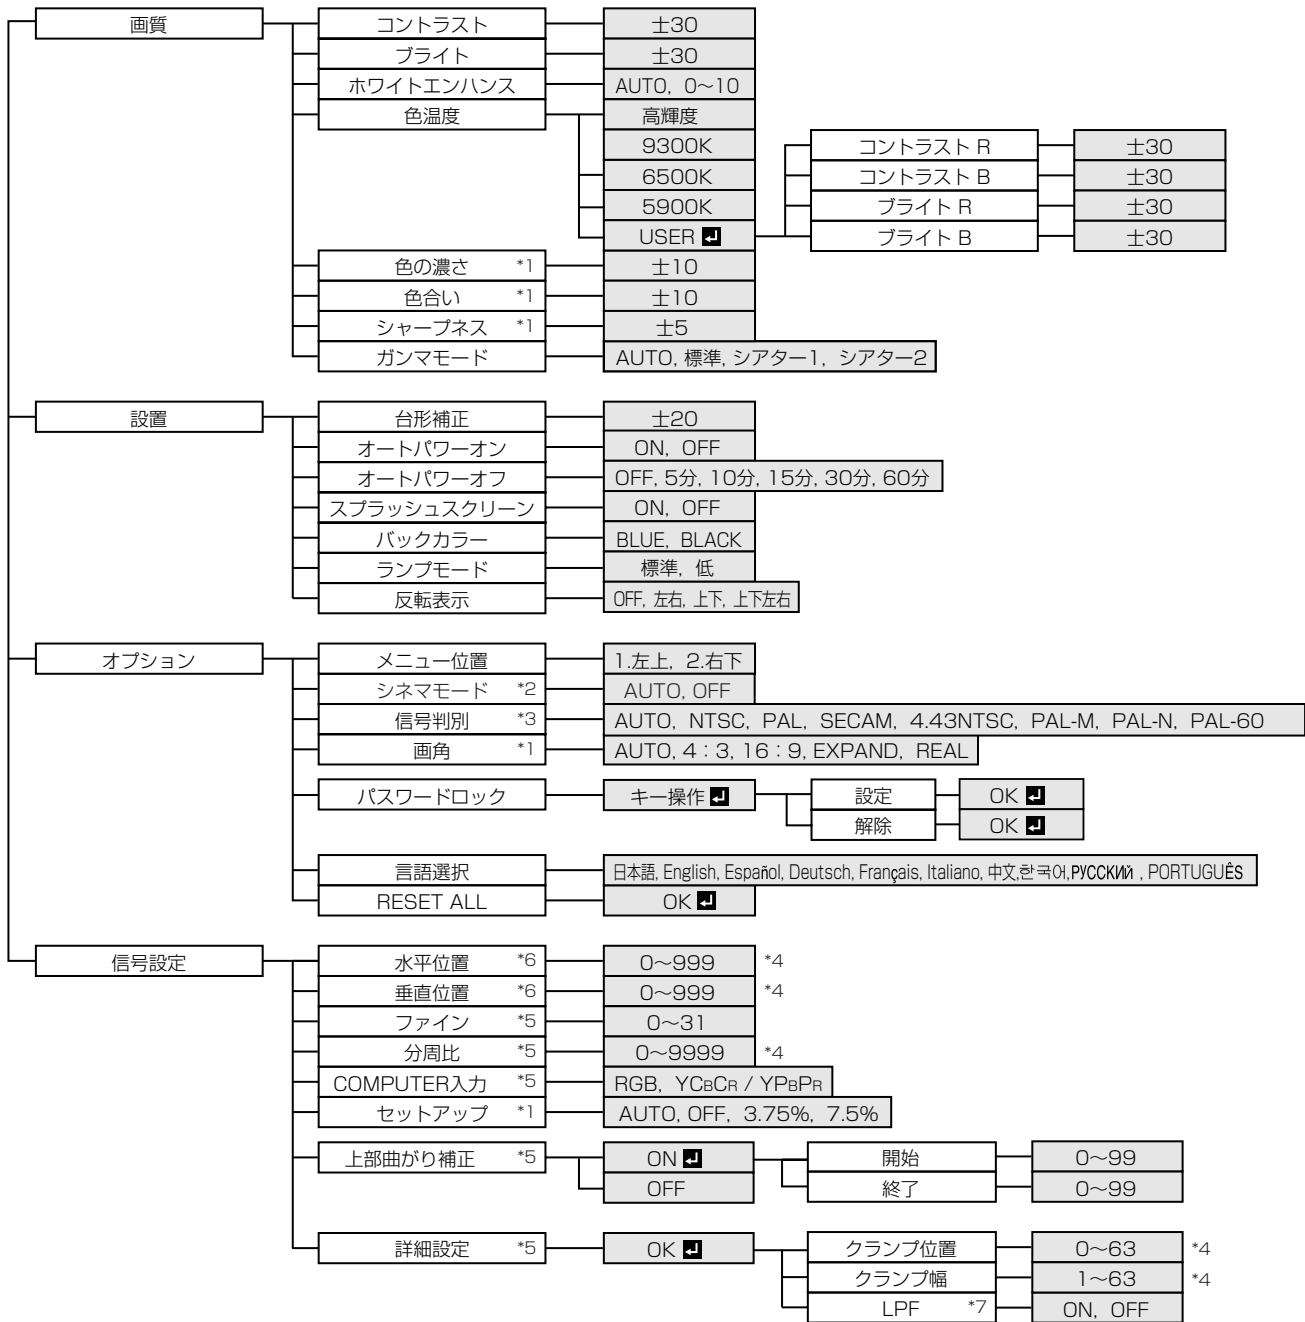 画質 コントラスト ±30
ブライト ±30
ホワイトエンハンス AUTO, 0～10
色温度 高輝度
9300K コントラスト R ±30
6500K コントラスト B ±30
5900K ブライト R ±30
USER ブライト B ±30
色の濃さ *1 ±10
色合い *1 ±10
シャープネス *1 ±5
ガンマモード AUTO, 標準, シアター1, シアター2
設置 台形補正 ±20
オートパワーオン ON, OFF
オートパワーオフ OFF, 5分, 10分, 15分, 30分, 60分
スプラッシュスクリーン ON, OFF
バックカラー BLUE, BLACK
ランプモード 標準, 低
反転表示 OFF, 左右, 上下, 上下左右
オプション メニュー位置 1.左上, 2.右下
シネマモード *2 AUTO, OFF
信号判別 *3 AUTO, NTSC, PAL, SECAM, 4.43NTSC, PAL-M, PAL-N, PAL-60
画角 *1 AUTO, 4：3, 16：9, EXPAND, REAL
パスワードロック キー操作 設定 OK
解除 OK
言語選択 日本語, English, Español, Deutsch, Français, Italiano, 中文,한국어,РУССКИЙ , PORTUGUÊS
RESET ALL OK
信号設定 水平位置 *6 0～999 *4
垂直位置 *6 0～999 *4
ファイン *5 0～31
分周比 *5 0～9999 *4
COMPUTER入力 *5 RGB, YCBCR / YPBPR
セットアップ *1 AUTO, OFF, 3.75%, 7.5%
上部曲がり補正 *5 ON 開始 0～99
OFF 終了 0～99
詳細設定 *5 OK クランプ位置 0～63 *4
クランプ幅 1～63 *4
LPF *7 ON, OFF